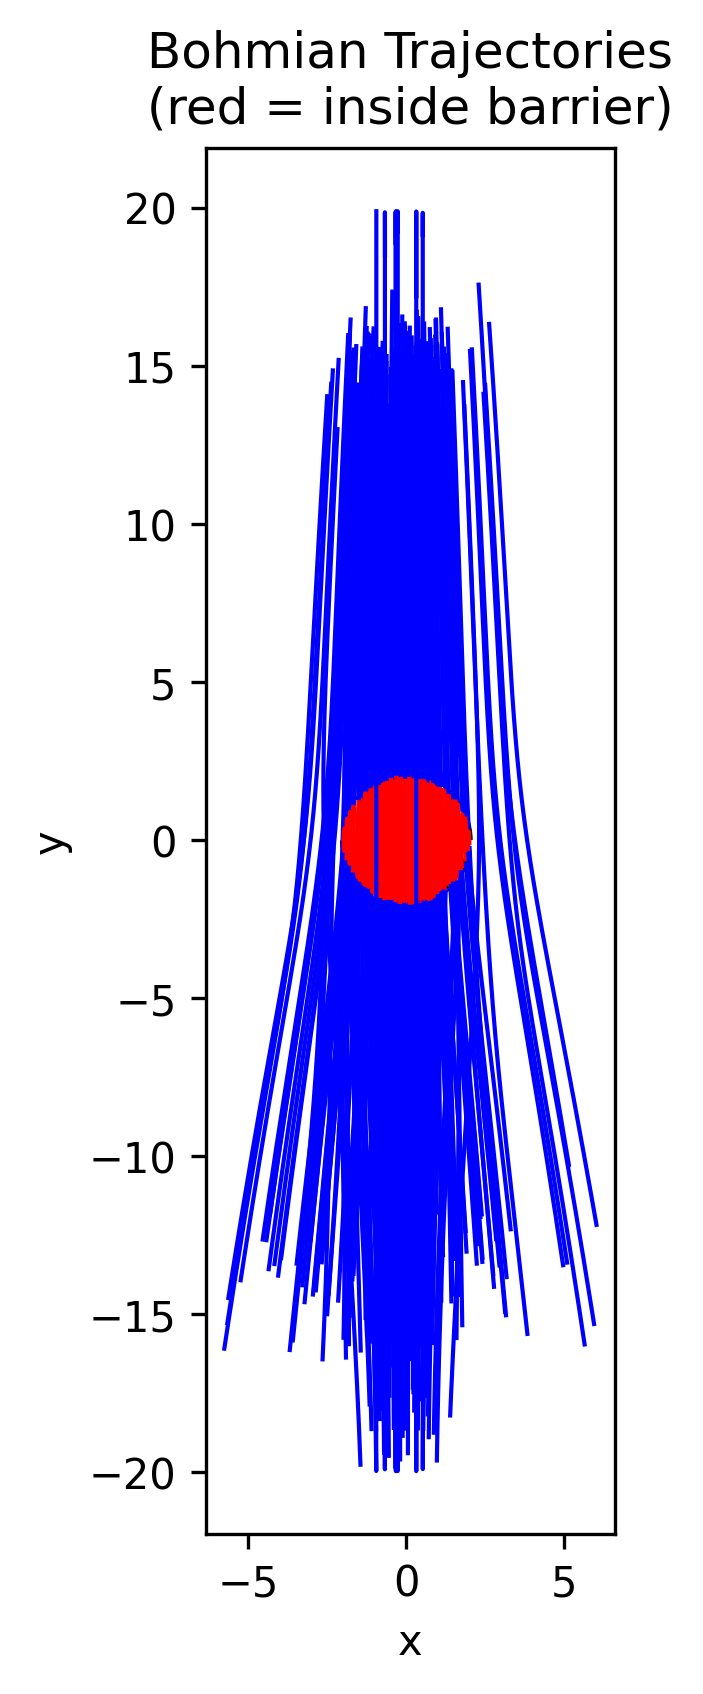 Bohmian Trajectories
(red = inside barrier)
20
15
10
5
0
−5
−10
−15
−20
y
−5 0 5
x